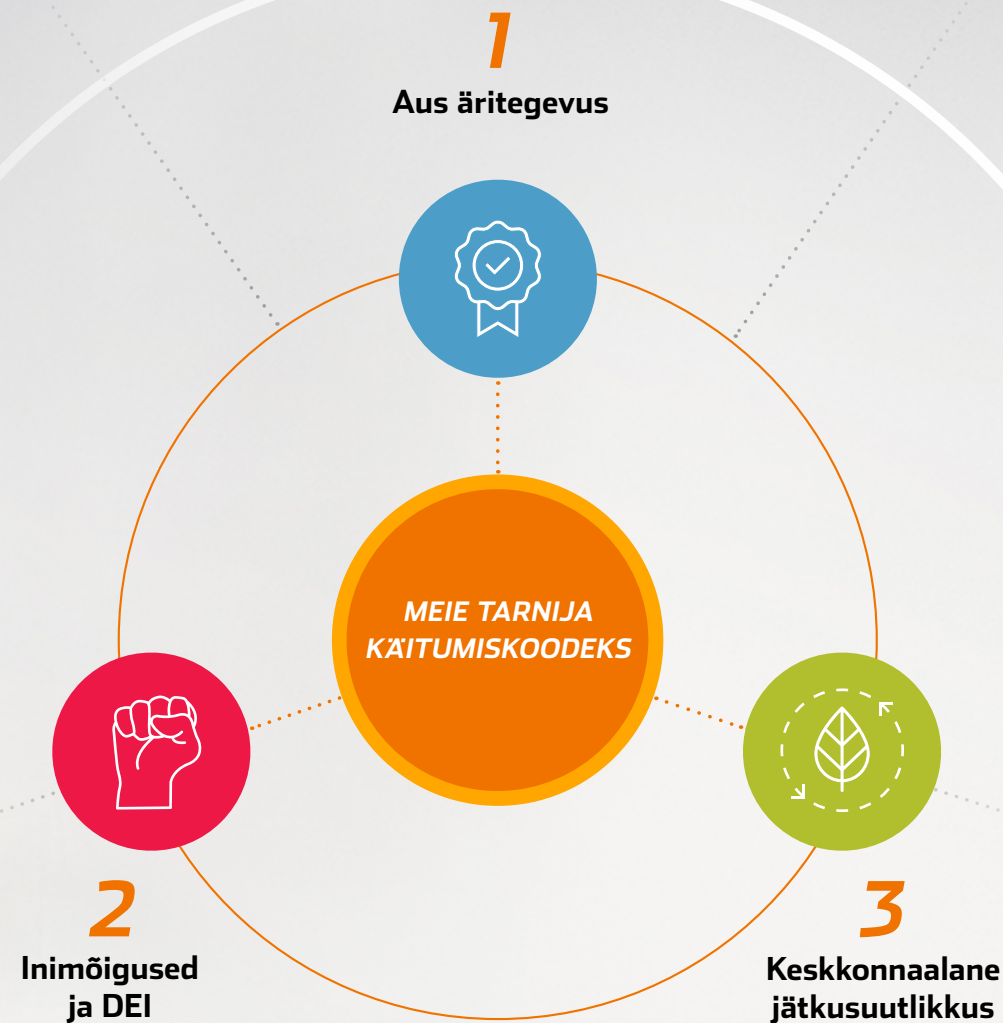 1
Aus äritegevus
MEIE TARNIJA
KÄITUMISKOODEKS
2
Inimõigused
ja DEI
3
Keskkonnaalane
jätkusuutlikkus